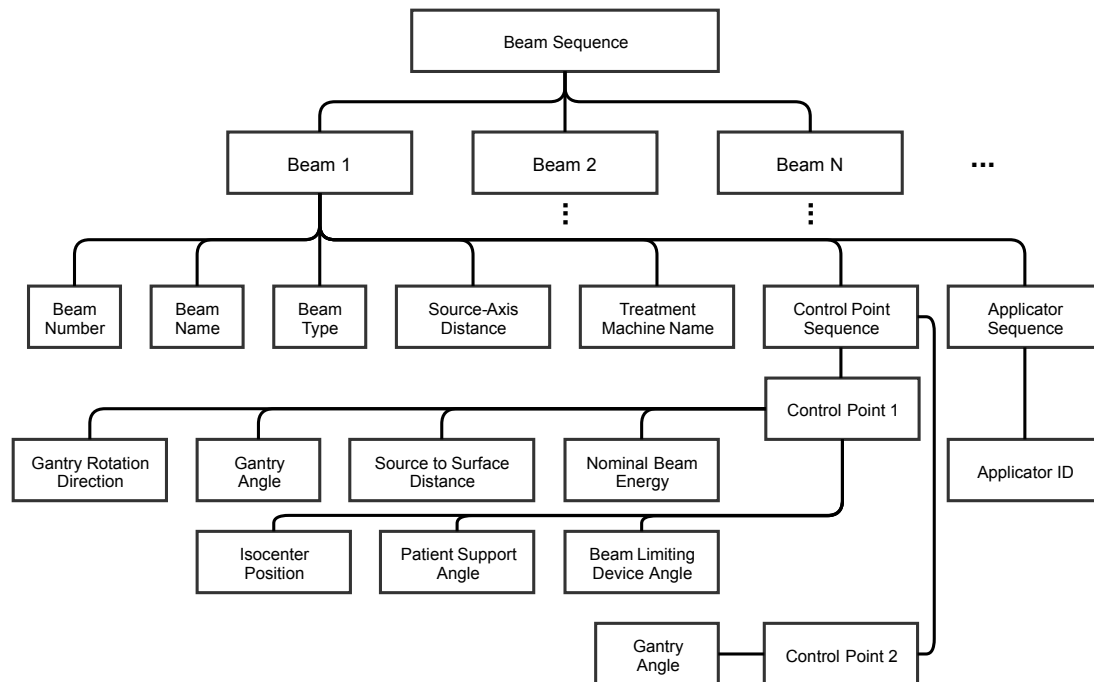 Beam Sequence
Beam 1
Beam 2
Beam N
...
Beam
Number
Beam
Name
Beam
Type
Source-Axis
Distance
Treatment
Machine Name
Control Point
Sequence
Applicator
Sequence
Control Point 1
Gantry Rotation
Direction
Gantry
Angle
Source to Surface
Distance
Nominal Beam
Energy
Applicator ID
Isocenter
Position
Patient Support
Angle
Beam Limiting
Device Angle
Gantry
Angle
Control Point 2